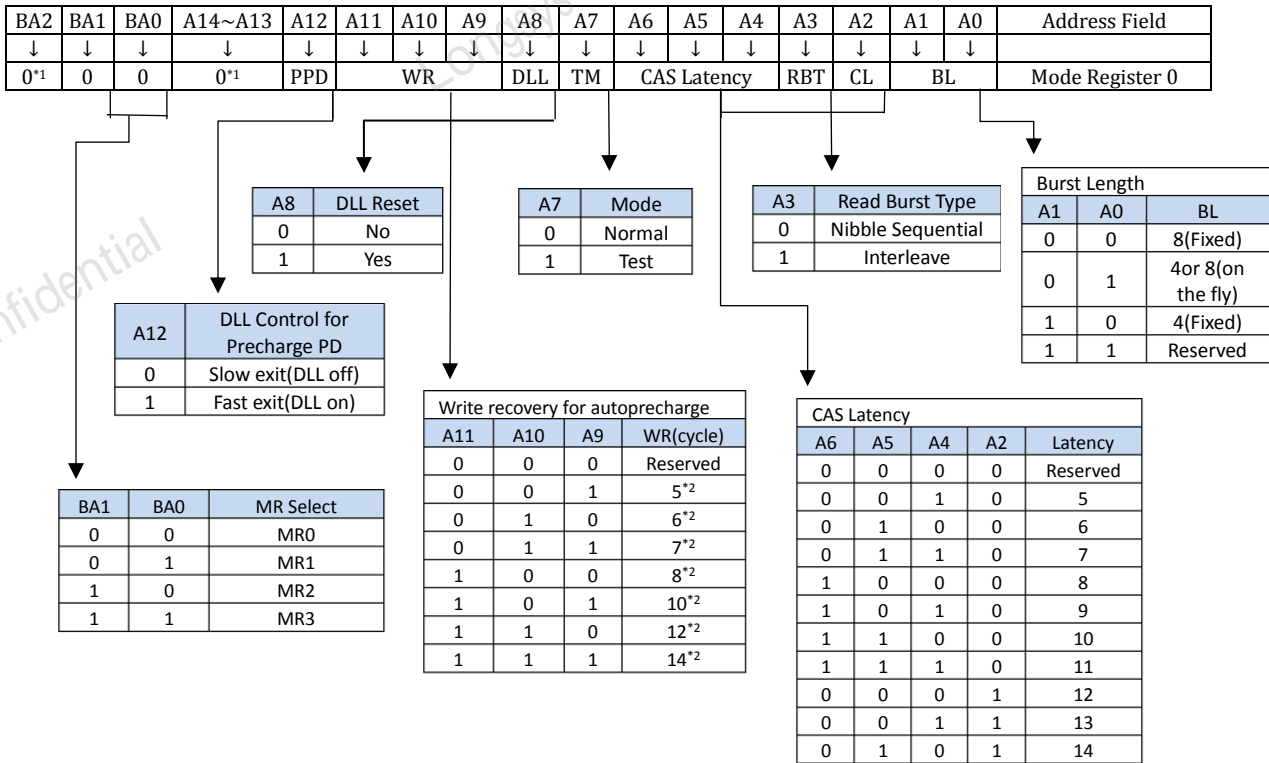 BA2 BA1 BA0 A14~A13 A12 A11 A10 A9 A8 A7 A6 A5 A4 A3 A2 A1 A0 Address Field
↓ ↓ ↓ ↓ ↓ ↓ ↓ ↓ ↓ ↓ ↓ ↓ ↓ ↓ ↓ ↓ ↓
0*1 0 0 0*1 PPD WR DLL TM CAS Latency RBT CL BL Mode Register 0
A8 DLL Reset
0 No
1 Yes
A7 Mode
0 Normal
1 Test
A3 Read Burst Type
0 Nibble Sequential
1 Interleave
Burst Length
A1 A0 BL
0 0 8(Fixed)
0 1 4or 8(on
the fly)
1 0 4(Fixed)
1 1 Reserved
A12 DLL Control for
Precharge PD
0 Slow exit(DLL off)
1 Fast exit(DLL on)
BA1 BA0 MR Select
0 0 MR0
0 1 MR1
1 0 MR2
1 1 MR3
Write recovery for autoprecharge
A11 A10 A9 WR(cycle)
0 0 0 Reserved
0 0 1 5*2
0 1 0 6*2
0 1 1 7*2
1 0 0 8*2
1 0 1 10*2
1 1 0 12*2
1 1 1 14*2
CAS Latency
A6 A5 A4 A2 Latency
0 0 0 0 Reserved
0 0 1 0 5
0 1 0 0 6
0 1 1 0 7
1 0 0 0 8
1 0 1 0 9
1 1 0 0 10
1 1 1 0 11
0 0 0 1 12
0 0 1 1 13
0 1 0 1 14
Longsys
nfidential